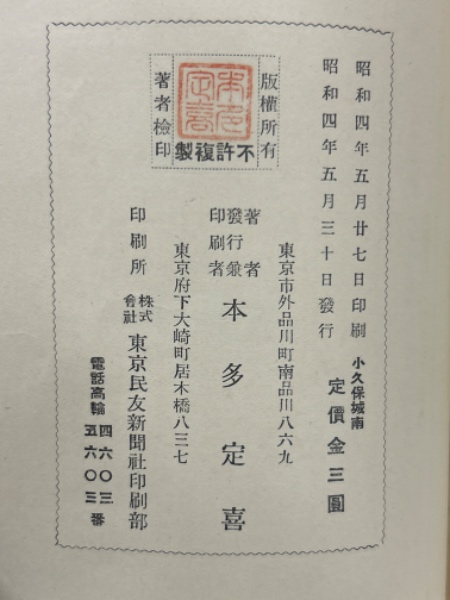 昭和四年五月廿七日印刷
昭和四年五月三十日發行
小久保城南
定價金三圓
版權所有
不許複製
著者檢印
本多定喜
東京市外品川町南品川八六九
著者
發行兼
印刷者
本多定喜
東京府下大崎町居木橋八三七
印刷所
株式會社
東京民友新聞社印刷部
電話高輪
四六〇三
五六〇三番